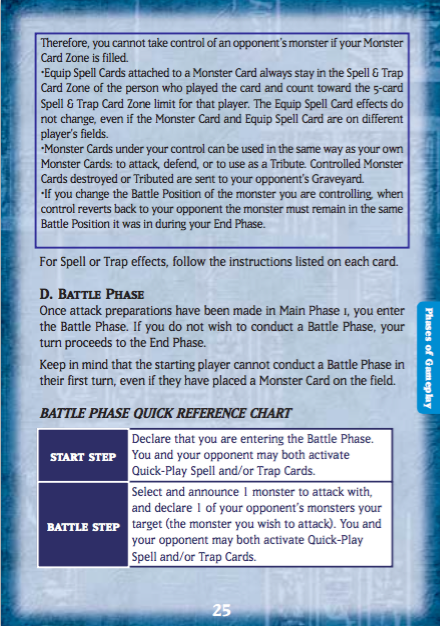 Therefore, you cannot take control of an opponent's monster if your Monster
Card Zone is filled.
•Equip Spell Cards attached to a Monster Card always stay in the Spell & Trap
Card Zone of the person who played the card and count toward the 5-card
Spell & Trap Card Zone limit for that player. The Equip Spell Card effects do
not change, even if the Monster Card and Equip Spell Card are on different
player's fields.
•Monster Cards under your control can be used in the same way as your own
Monster Cards: to attack, defend, or to use as a Tribute. Controlled Monster
Cards destroyed or Tributed are sent to your opponent's Graveyard.
•If you change the Battle Position of the monster you are controlling, when
control reverts back to your opponent the monster must remain in the same
Battle Position it was in during your End Phase.
For Spell or Trap effects, follow the instructions listed on each card.
D. BATTLE PHASE
Once attack preparations have been made in Main Phase 1, you enter
the Battle Phase. If you do not wish to conduct a Battle Phase, your
turn proceeds to the End Phase.
Keep in mind that the starting player cannot conduct a Battle Phase in
their first turn, even if they have placed a Monster Card on the field.
BATTLE PHASE QUICK REFERENCE CHART
START STEP
Declare that you are entering the Battle Phase.
You and your opponent may both activate
Quick-Play Spell and/or Trap Cards.
BATTLE STEP
Select and announce 1 monster to attack with,
and declare 1 of your opponent's monsters your
target (the monster you wish to attack). You and
your opponent may both activate Quick-Play
Spell and/or Trap Cards.
Phases of Gameplay
25